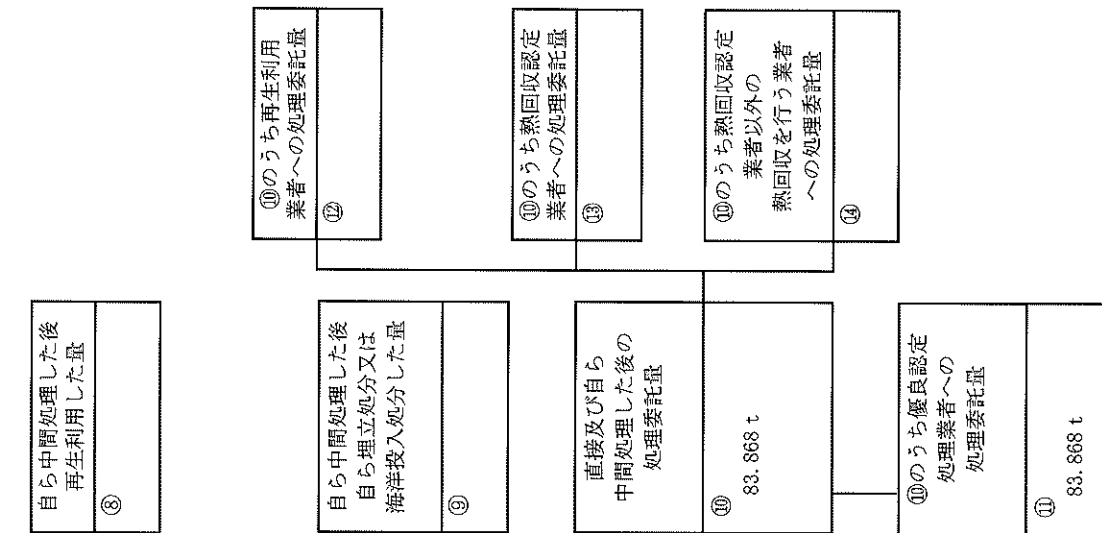 自ら中間処理した後
再生利用した量
⑧
自ら中間処理した後
自ら埋立処分又は
海洋投入処分した量
⑨
直接及び自ら
中間処理した後の
処理委託量
⑩
83.868 t
⑩のうち優良認定
処理業者への
処理委託量
⑪
83.868 t
⑩のうち再生利用
業者への処理委託量
⑫
⑩のうち熱回収認定
業者への処理委託量
⑬
⑩のうち熱回収認定
業者以外の
熱回収を行う業者
への処理委託量
⑭